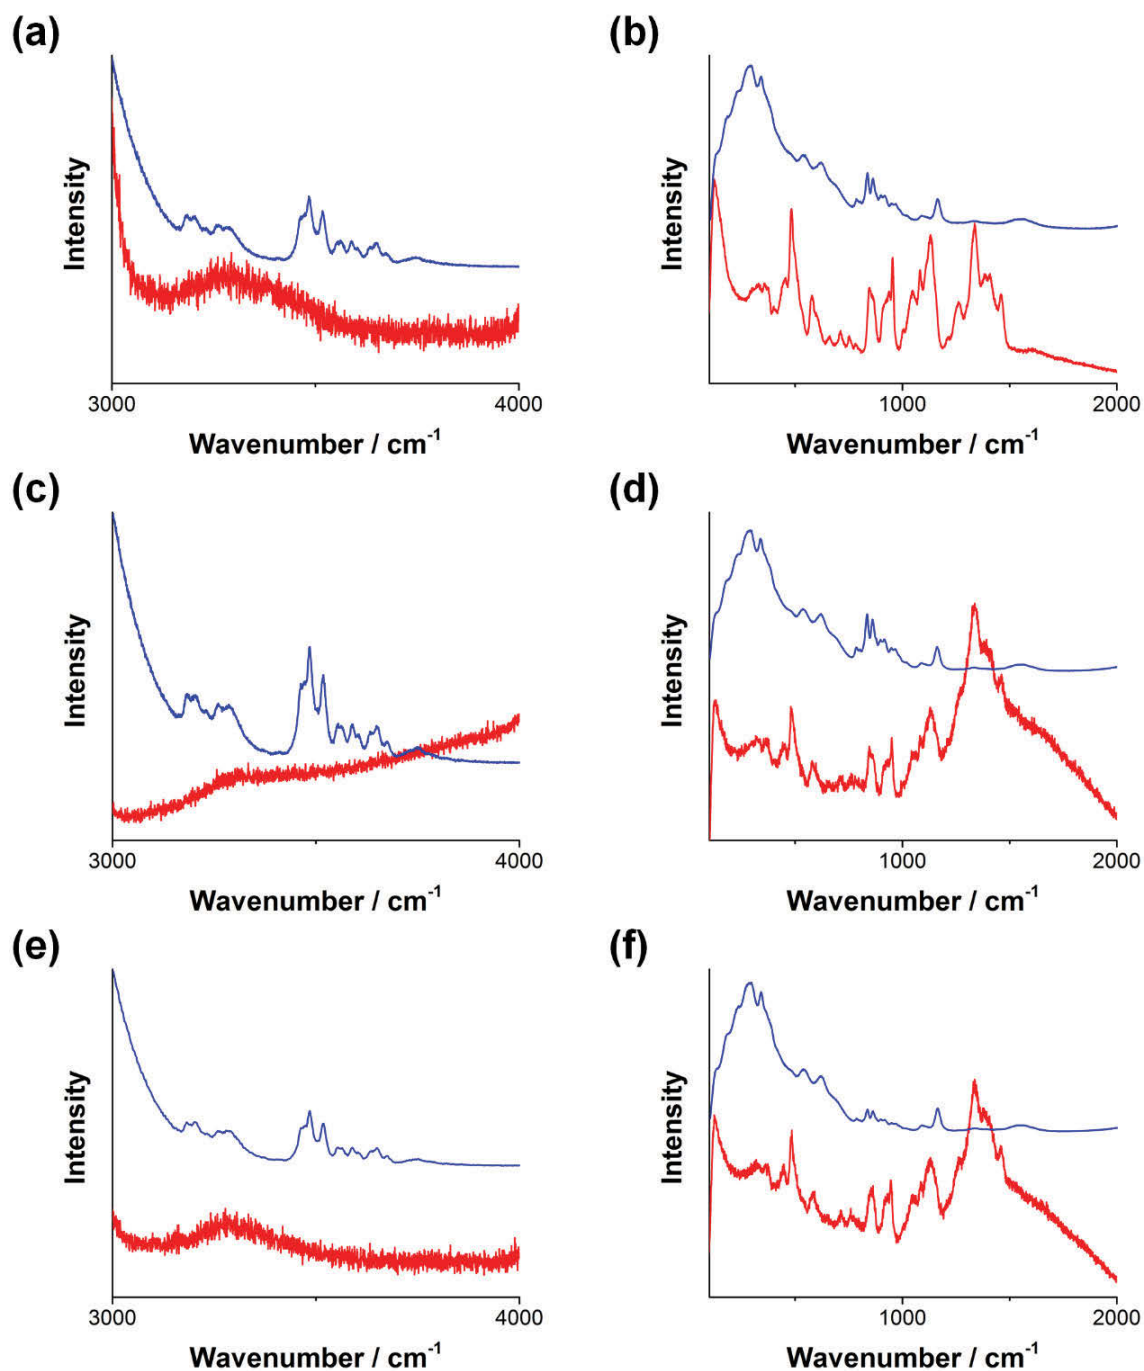 (a)
Intensity
3000 4000
Wavenumber / cm-1
(b)
Intensity
1000 2000
Wavenumber / cm-1
(c)
Intensity
3000 4000
Wavenumber / cm-1
(d)
Intensity
1000 2000
Wavenumber / cm-1
(e)
Intensity
3000 4000
Wavenumber / cm-1
(f)
Intensity
1000 2000
Wavenumber / cm-1